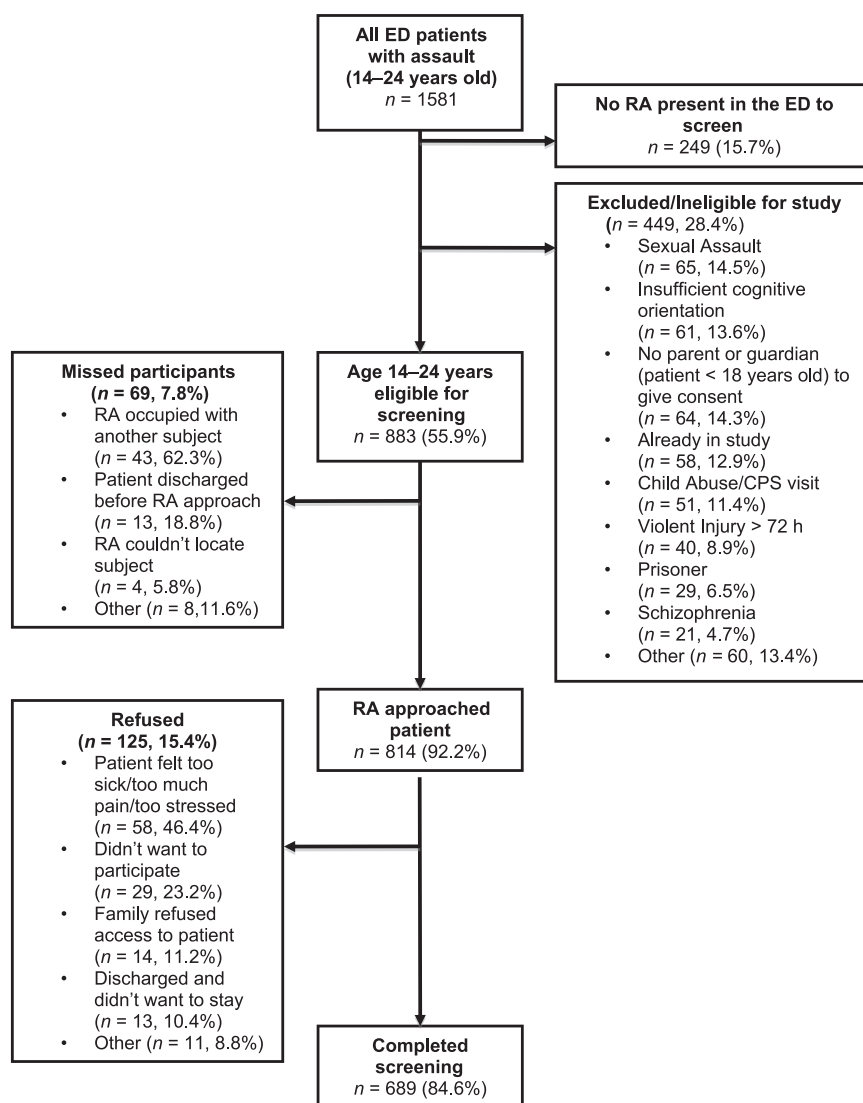 All ED patients
with assault
(14–24 years old)
n = 1581
No RA present in the ED to
screen
n = 249 (15.7%)
Excluded/Ineligible for study
(n = 449, 28.4%)
• Sexual Assault
(n = 65, 14.5%)
• Insufficient cognitive
orientation
(n = 61, 13.6%)
• No parent or guardian
(patient < 18 years old) to
give consent
(n = 64, 14.3%)
• Already in study
(n = 58, 12.9%)
• Child Abuse/CPS visit
(n = 51, 11.4%)
• Violent Injury > 72 h
(n = 40, 8.9%)
• Prisoner
(n = 29, 6.5%)
• Schizophrenia
(n = 21, 4.7%)
• Other (n = 60, 13.4%)
Age 14–24 years
eligible for
screening
n = 883 (55.9%)
Missed participants
(n = 69, 7.8%)
• RA occupied with
another subject
(n = 43, 62.3%)
• Patient discharged
before RA approach
(n = 13, 18.8%)
• RA couldn't locate
subject
(n = 4, 5.8%)
• Other (n = 8,11.6%)
RA approached
patient
n = 814 (92.2%)
Refused
(n = 125, 15.4%)
• Patient felt too
sick/too much
pain/too stressed
(n = 58, 46.4%)
• Didn't want to
participate
(n = 29, 23.2%)
• Family refused
access to patient
(n = 14, 11.2%)
• Discharged and
didn't want to stay
(n = 13, 10.4%)
• Other (n = 11, 8.8%)
Completed
screening
n = 689 (84.6%)